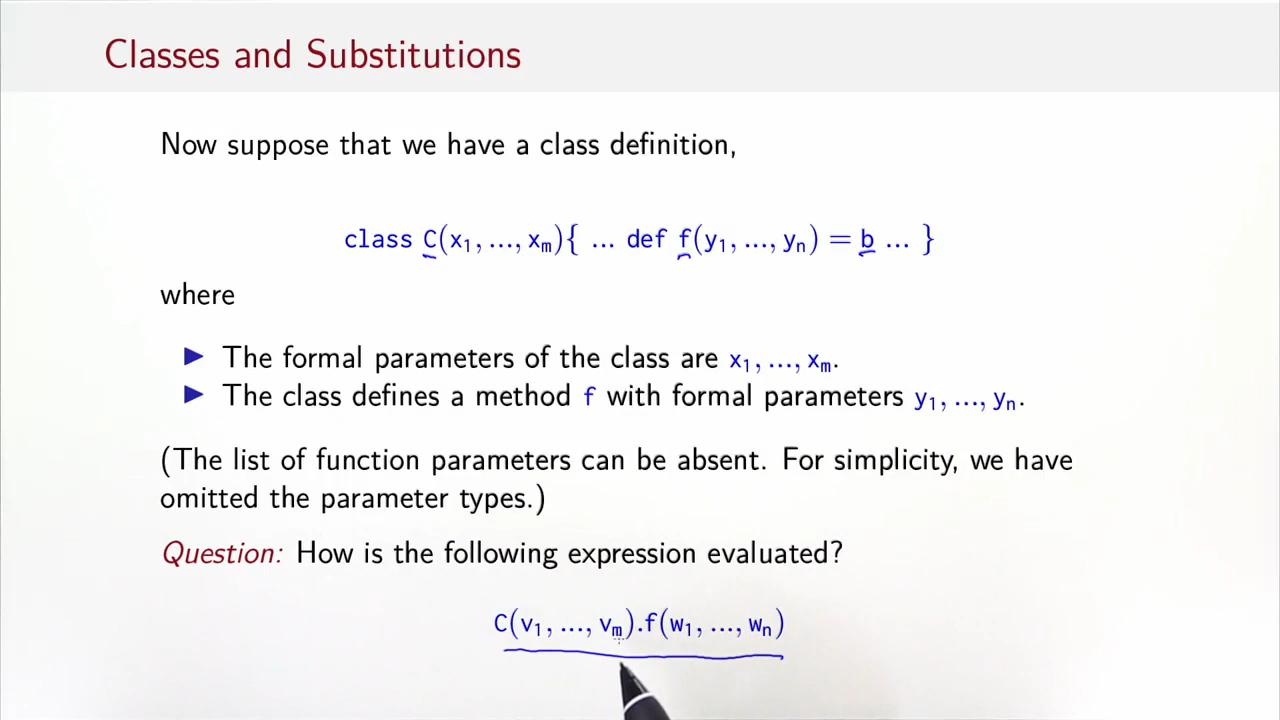 Classes and Substitutions
Now suppose that we have a class definition,
class C(x₁, ..., xₘ){ ... def f(y₁, ..., yₙ) = b ... }
where
▶ The formal parameters of the class are x₁, ..., xₘ.
▶ The class defines a method f with formal parameters y₁, ..., yₙ.
(The list of function parameters can be absent. For simplicity, we have
omitted the parameter types.)
Question: How is the following expression evaluated?
C(v₁, ..., vₘ).f(w₁, ..., wₙ)